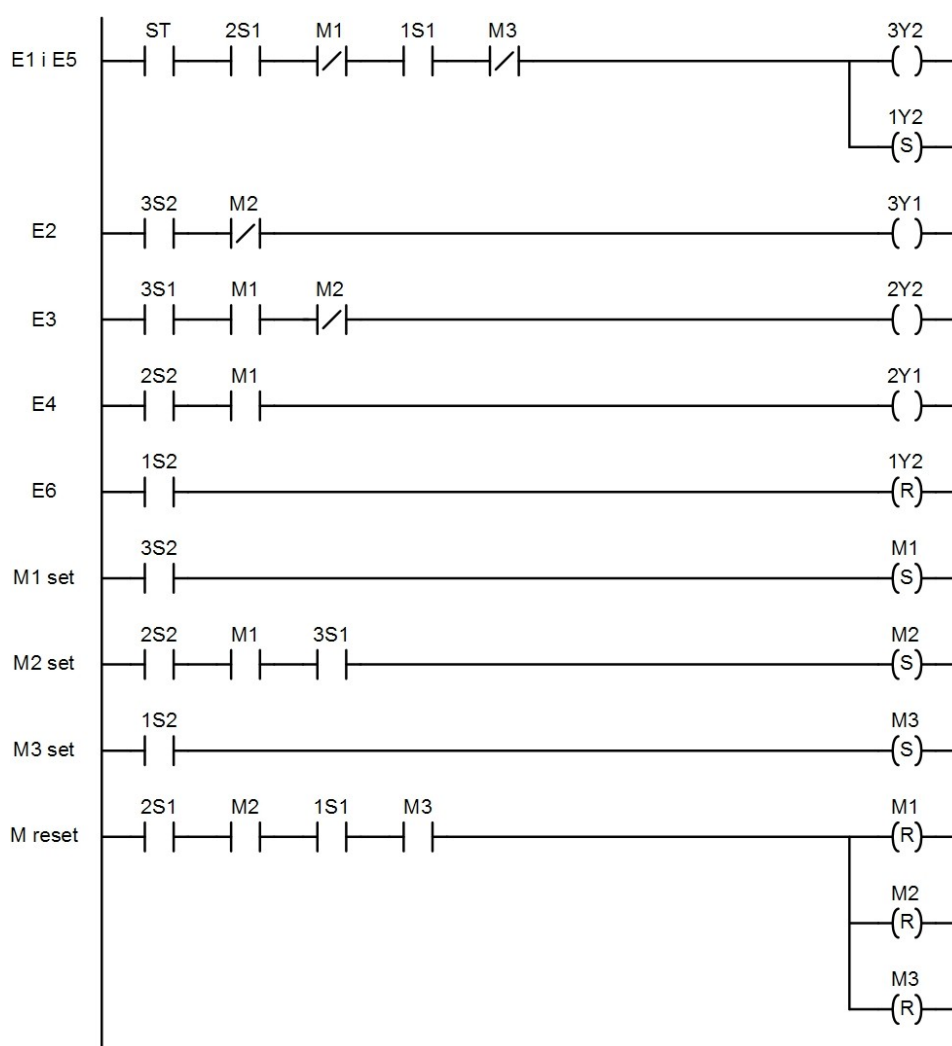 ST 2S1 M1 1S1 M3 3Y2
E1 i E5
1Y2
S
3S2 M2 3Y1
E2
3S1 M1 M2 2Y2
E3
2S2 M1 2Y1
E4
1S2 1Y2
E6 R
3S2 M1
M1 set S
2S2 M1 3S1 M2
M2 set S
1S2 M3
M3 set S
2S1 M2 1S1 M3 M1
M reset R
M2
R
M3
R